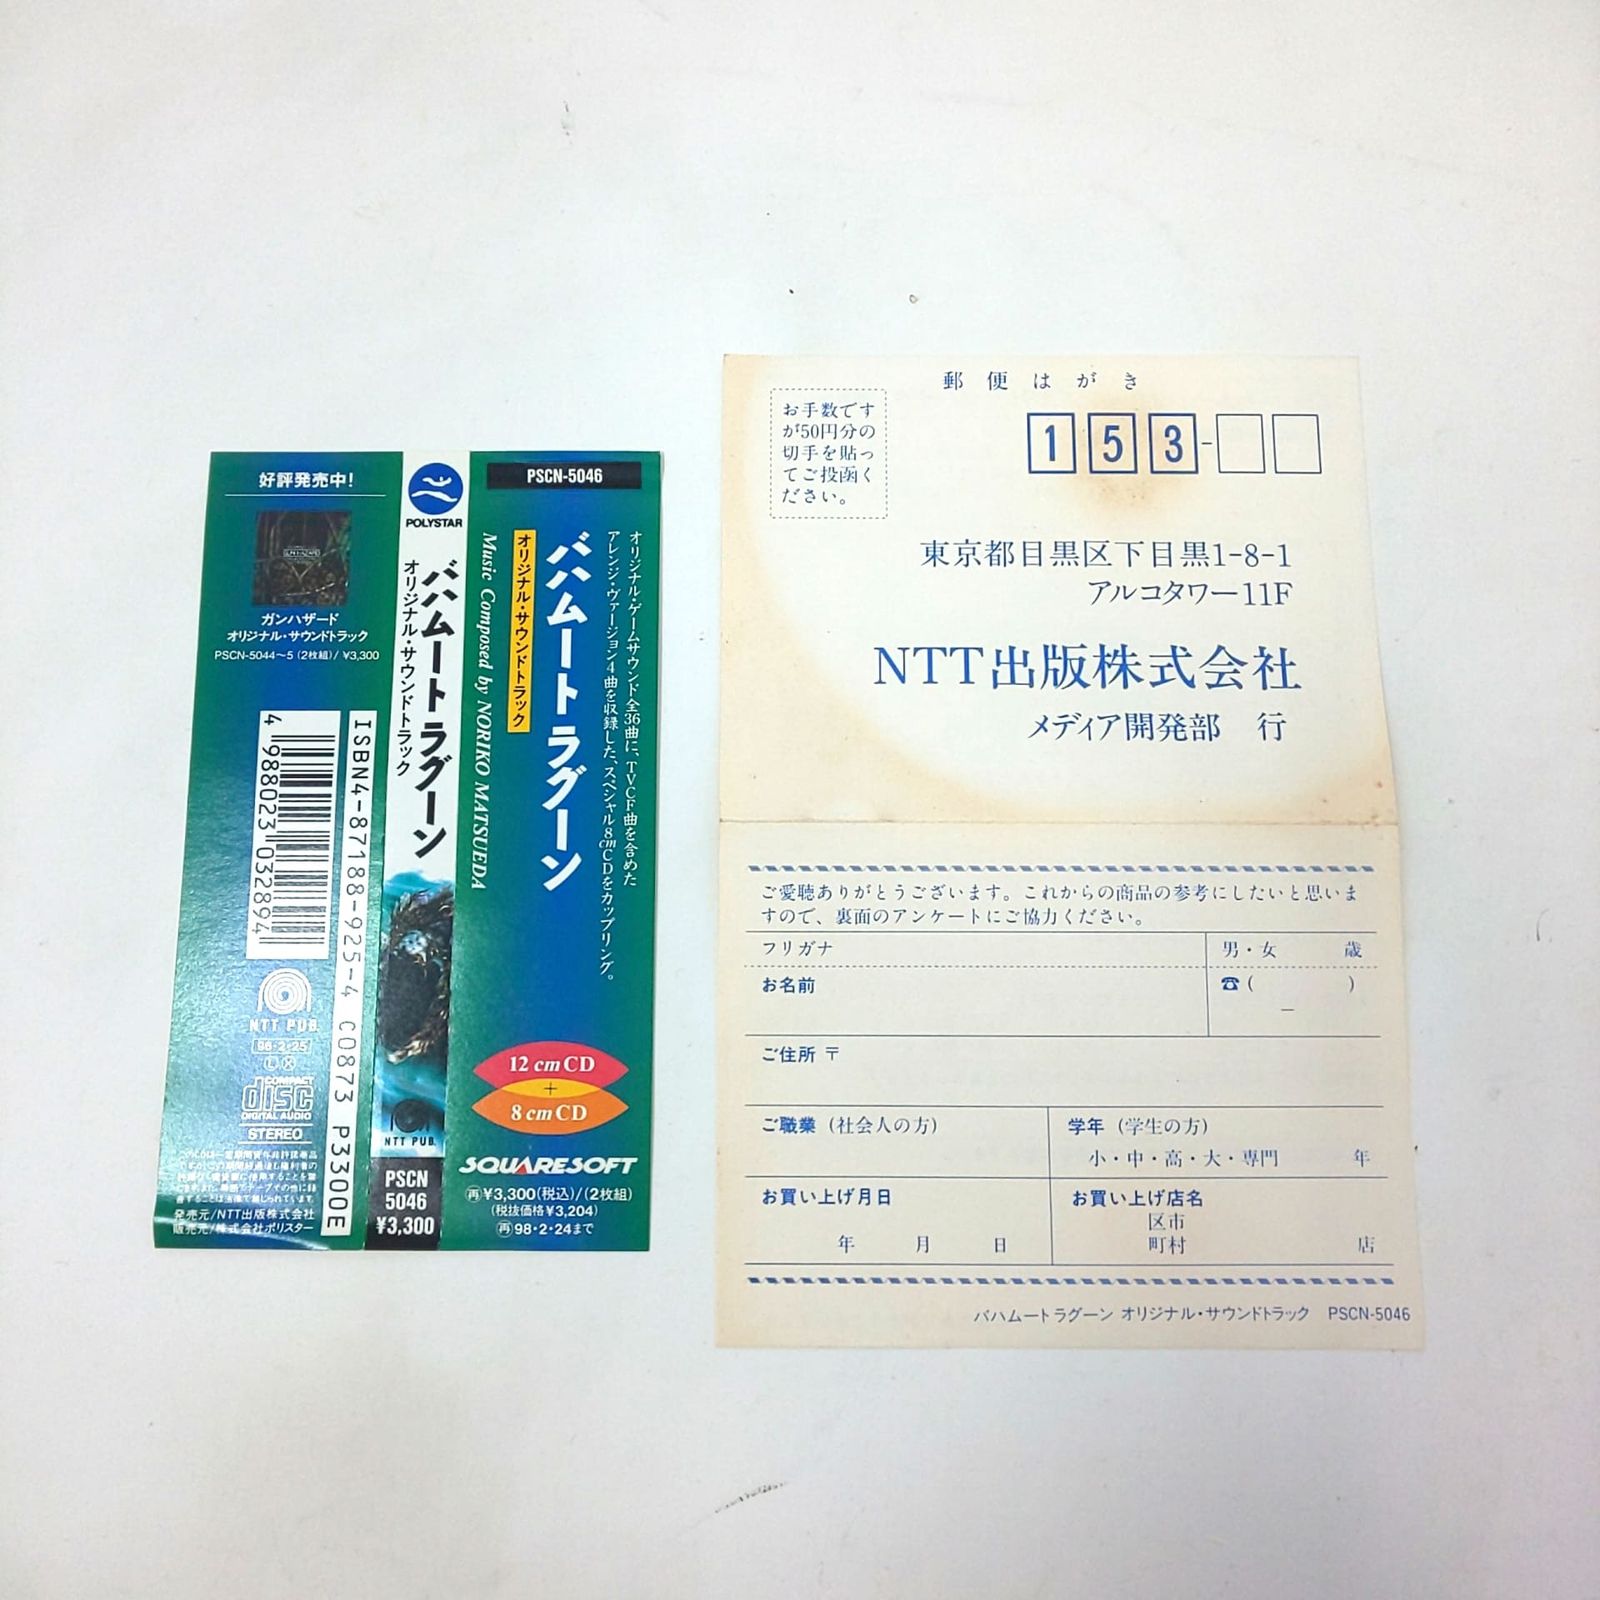 好評発売中!
ガンハザード
オリジナル・サウンドトラック
PSCN-5044〜5 (2枚組)/ ¥3,300
4 988023 032894
ISBN4-87188-925-4 C0873 P3300E
NTT PUB.
96・2・25
COMPACT
disc
DIGITAL AUDIO
STEREO
発売元/NTT出版株式会社
販売元/株式会社ポリスター
POLYSTAR
バハムート ラグーン
オリジナル・サウンドトラック
NTT PUB.
PSCN
5046
¥3,300
PSCN-5046
オリジナル・ゲームサウンド全36曲に、TVCF曲を含めた
アレンジ・ヴァージョン4曲を収録した、スペシャル8cmCDをカップリング。
バハムート ラグーン
オリジナル・サウンドトラック
Music Composed by NORIKO MATSUEDA
12 cm CD
+
8 cm CD
SQUARESOFT
再¥3,300(税込)/(2枚組)
(税抜価格¥3,204)
再98・2・24まで
郵便はがき
お手数です
が50円分の
切手を貼っ
てご投函く
ださい。
153-
東京都目黒区下目黒1-8-1
アルコタワー11F
NTT出版株式会社
メディア開発部 行
ご愛聴ありがとうございます。これからの商品の参考にしたいと思いま
すので、裏面のアンケートにご協力ください。
フリガナ
男・女 歳
お名前
☎( )
−
ご住所 〒
ご職業 (社会人の方)
学年 (学生の方)
小・中・高・大・専門 年
お買い上げ月日
年 月 日
お買い上げ店名
区市
町村 店
バハムート ラグーン オリジナル・サウンドトラック PSCN-5046